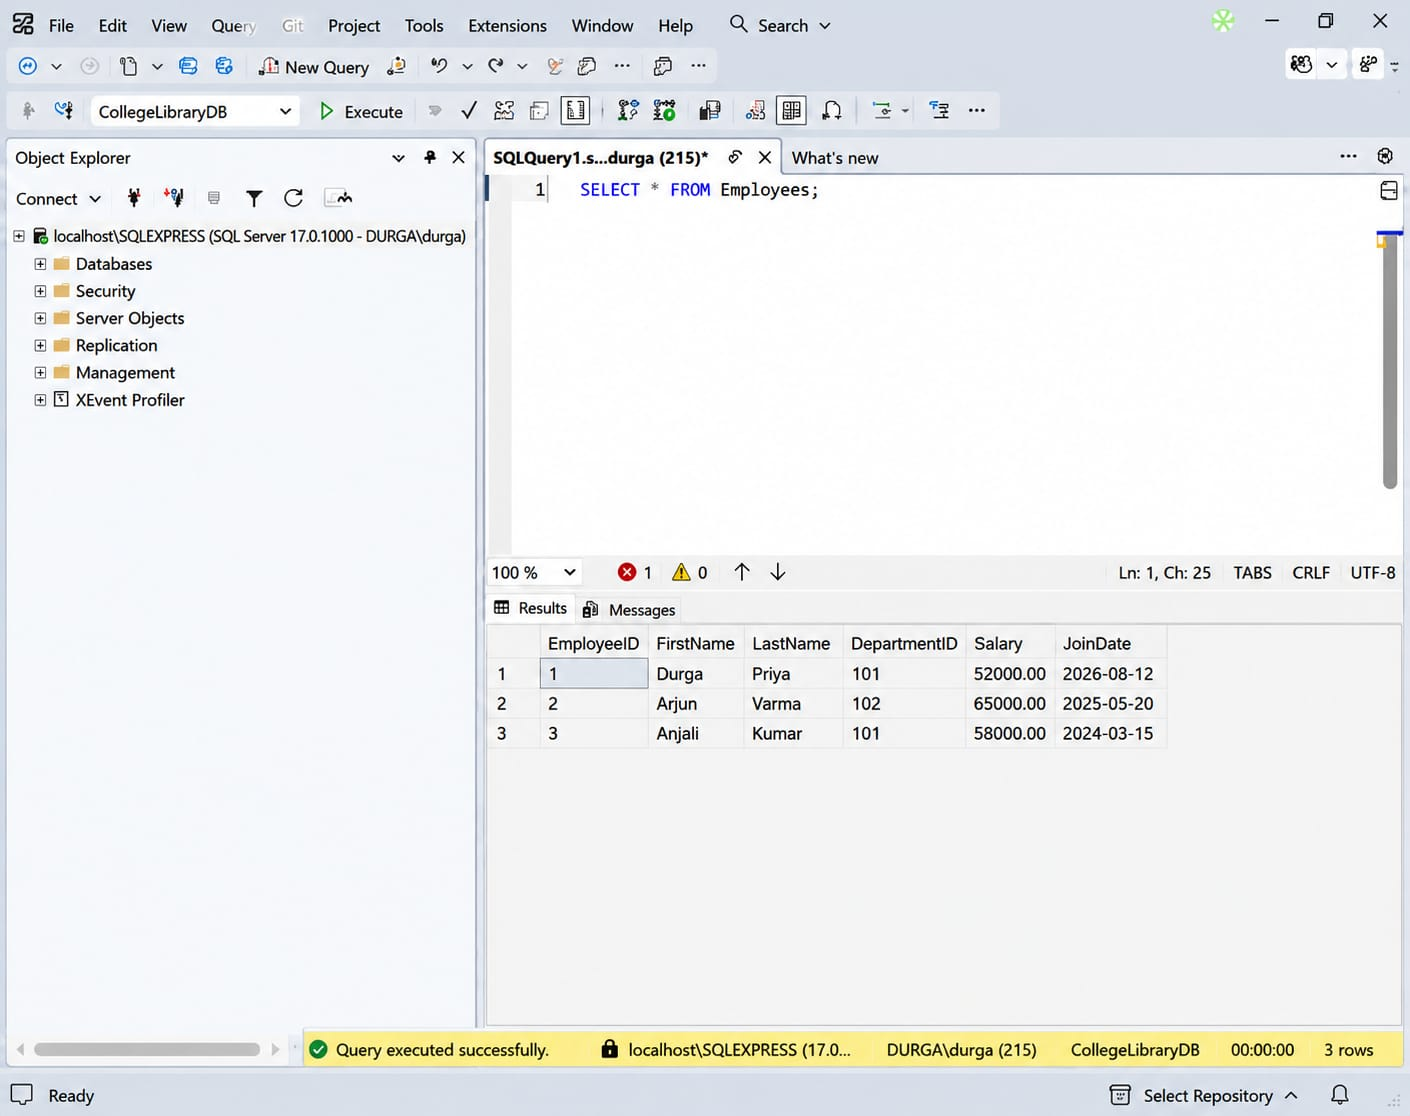 File Edit View Query Git Project Tools Extensions Window Help Search
New Query
CollegeLibraryDB Execute
Object Explorer
Connect
localhost\SQLEXPRESS (SQL Server 17.0.1000 - DURGA\durga)
Databases
Security
Server Objects
Replication
Management
XEvent Profiler
SQLQuery1.s...durga (215)* What's new
1 SELECT * FROM Employees;
100 % 1 0 Ln: 1, Ch: 25 TABS CRLF UTF-8
Results Messages
EmployeeID FirstName LastName DepartmentID Salary JoinDate
1 1 Durga Priya 101 52000.00 2026-08-12
2 2 Arjun Varma 102 65000.00 2025-05-20
3 3 Anjali Kumar 101 58000.00 2024-03-15
Query executed successfully. localhost\SQLEXPRESS (17.0... DURGA\durga (215) CollegeLibraryDB 00:00:00 3 rows
Ready Select Repository